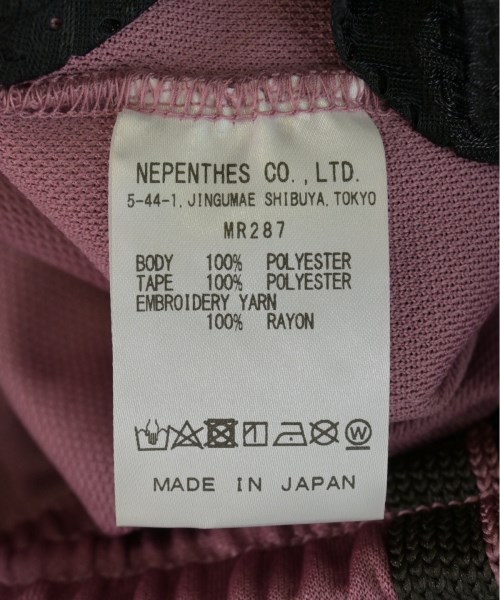 NEPENTHES CO.,LTD.
5-44-1, JINGUMAE SHIBUYA, TOKYO
MR287
BODY 100% POLYESTER
TAPE 100% POLYESTER
EMBROIDERY YARN
100% RAYON
W
MADE IN JAPAN